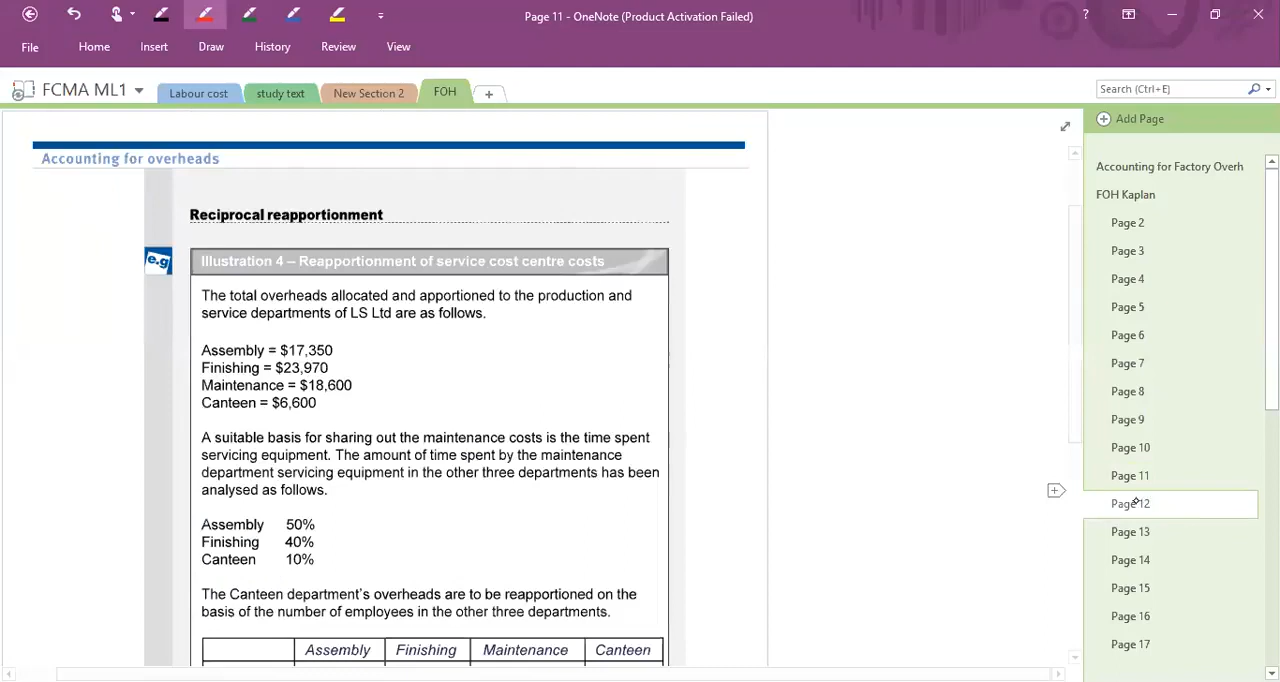 Page 11 - OneNote (Product Activation Failed)
?
File
Home
Insert
Draw
History
Review
View
FCMA ML1
Labour cost
study text
New Section 2
FOH
+
Search (Ctrl+E)
Add Page
Accounting for overheads
Accounting for Factory Overh
FOH Kaplan
Page 2
Page 3
Page 4
Page 5
Page 6
Page 7
Page 8
Page 9
Page 10
Page 11
Page 12
Page 13
Page 14
Page 15
Page 16
Page 17
Reciprocal reapportionment
e.g
Illustration 4 – Reapportionment of service cost centre costs
The total overheads allocated and apportioned to the production and
service departments of LS Ltd are as follows.
Assembly = $17,350
Finishing = $23,970
Maintenance = $18,600
Canteen = $6,600
A suitable basis for sharing out the maintenance costs is the time spent
servicing equipment. The amount of time spent by the maintenance
department servicing equipment in the other three departments has been
analysed as follows.
Assembly 50%
Finishing 40%
Canteen 10%
The Canteen department's overheads are to be reapportioned on the
basis of the number of employees in the other three departments.
Assembly Finishing Maintenance Canteen